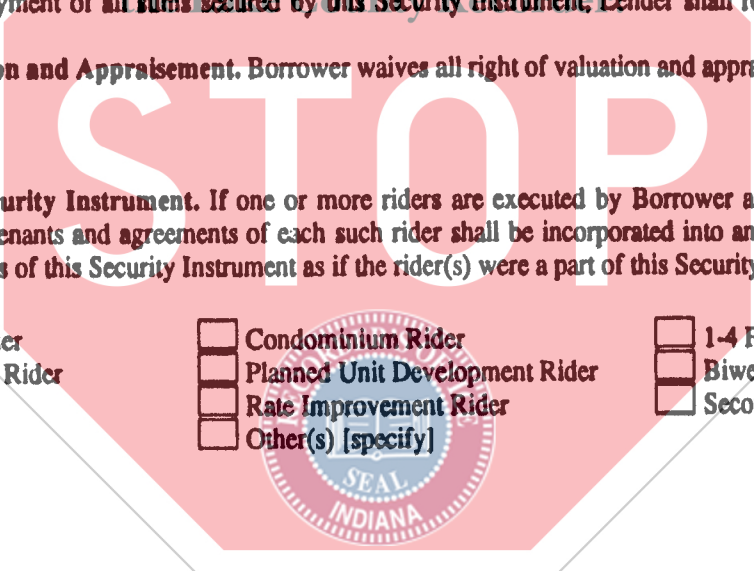 yment of all sums secured by this Security Instrument, Lender shall re
on and Appraisement. Borrower waives all right of valuation and appra
STOP
urity Instrument. If one or more riders are executed by Borrower a
enants and agreements of each such rider shall be incorporated into an
s of this Security Instrument as if the rider(s) were a part of this Security
er Condominium Rider 1-4 F
Rider Planned Unit Development Rider Biwe
Rate Improvement Rider Seco
Other(s) [specify]
SEAL
INDIANA